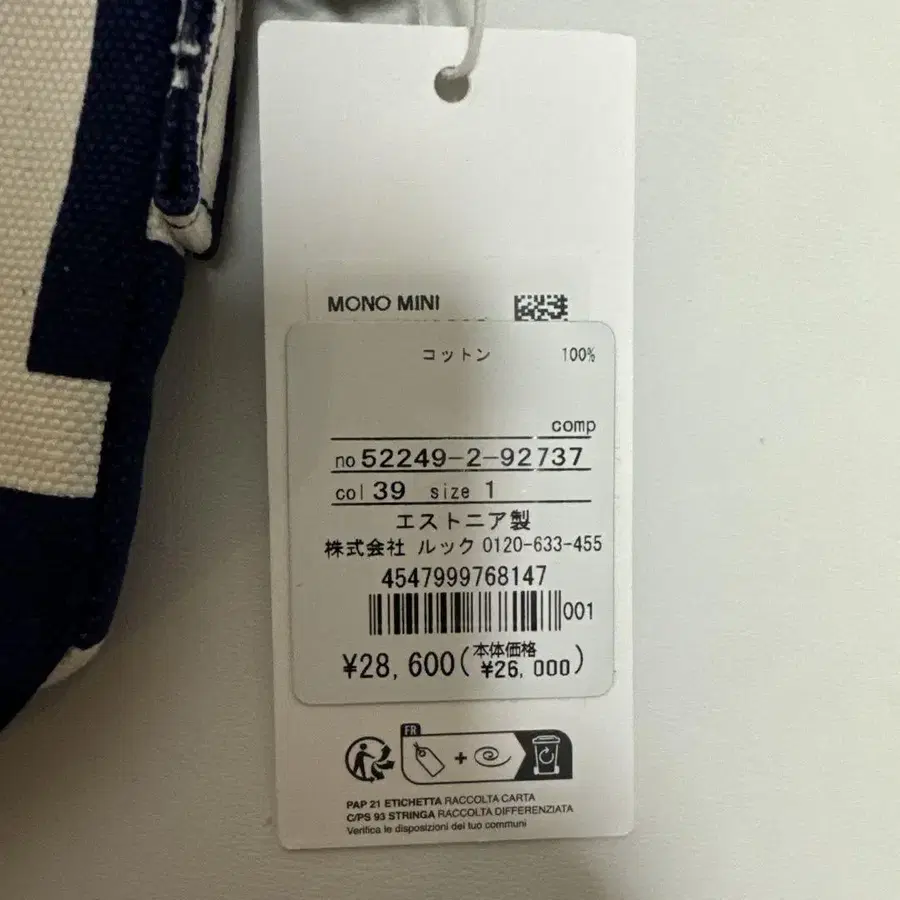 MONO MINI
コットン 100%
comp
no 52249-2-92737
col 39 size 1
エストニア製
株式会社 ルック 0120-633-455
4547999768147
001
¥28,600(本体価格 ¥26,000)
FR
PAP 21 ETICHETTA RACCOLTA CARTA
C/PS 93 STRINGA RACCOLTA DIFFERENZIATA
Verifica le disposizioni del tuo comuni